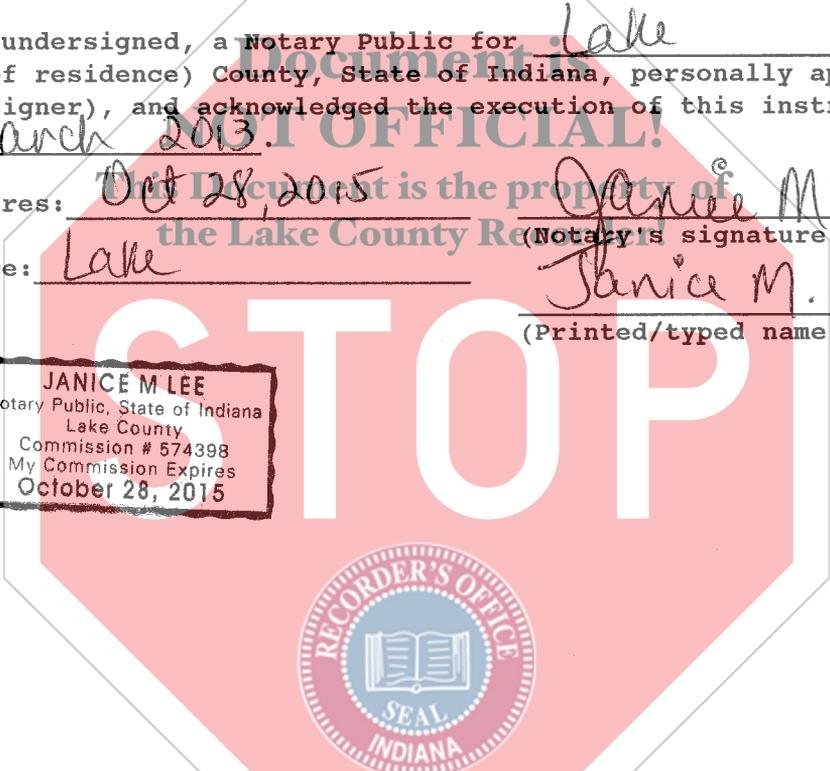 undersigned, a Notary Public for Lake
f residence) County, State of Indiana, personally ap
igner), and acknowledged the execution of this instr
arch 2013.
res: Oct 28, 2015
Janice M
(Notary's signature
e: Lake
Janice M.
(Printed/typed name
Document is
NOT OFFICIAL!
This Document is the property of
the Lake County Recorder!
STOP
JANICE M LEE
otary Public, State of Indiana
Lake County
Commission # 574398
My Commission Expires
October 28, 2015
RECORDER'S OFFICE
SEAL
INDIANA